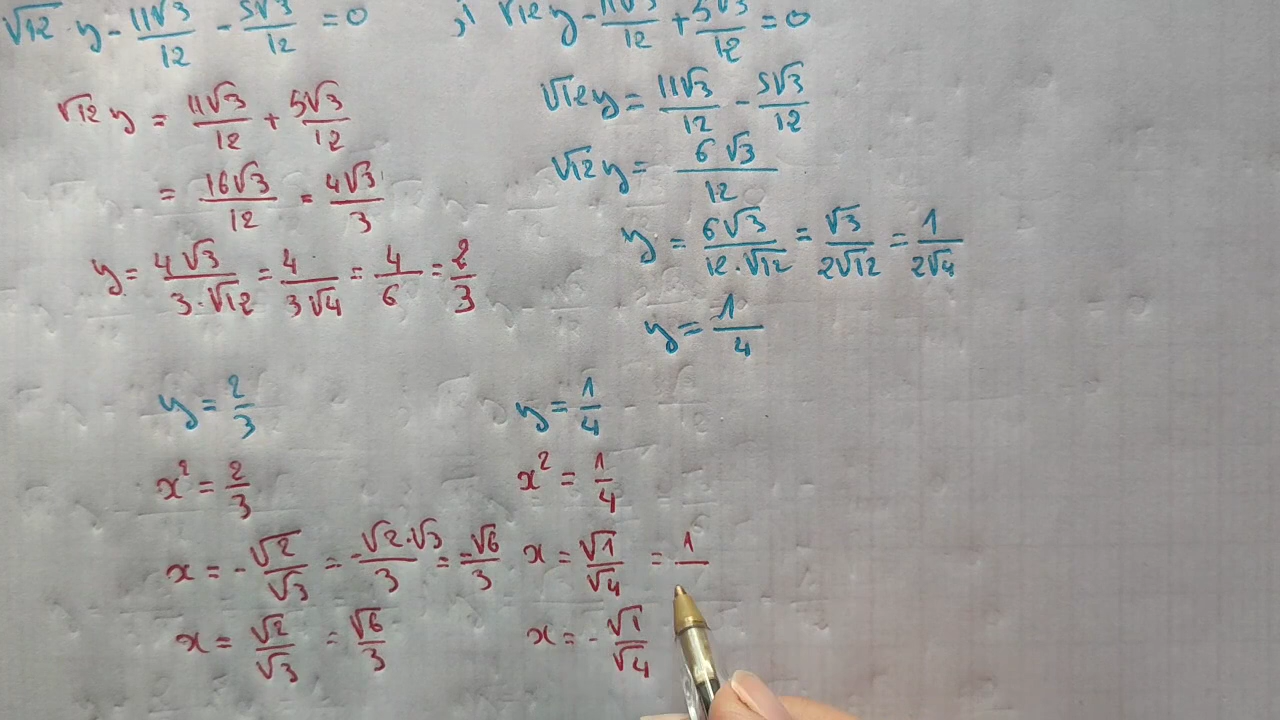 √12 · y - 11√3/12 - 5√3/12 = 0 ; √12 y - 11√3/12 + 5√3/12 = 0
√12 y = 11√3/12 + 5√3/12
= 16√3/12 = 4√3/3
y = 4√3/3·√12 = 4/3√4 = 4/6 = 2/3
√12 y = 11√3/12 - 5√3/12
√12 y = 6√3/12
y = 6√3/12·√12 = √3/2√12 = 1/2√4
y = 1/4
y = 2/3
x² = 2/3
x = -√2/√3 = -√2·√3/3 = -√6/3
x = √2/√3 = √6/3
y = 1/4
x² = 1/4
x = √1/√4 = 1/
x = -√1/√4